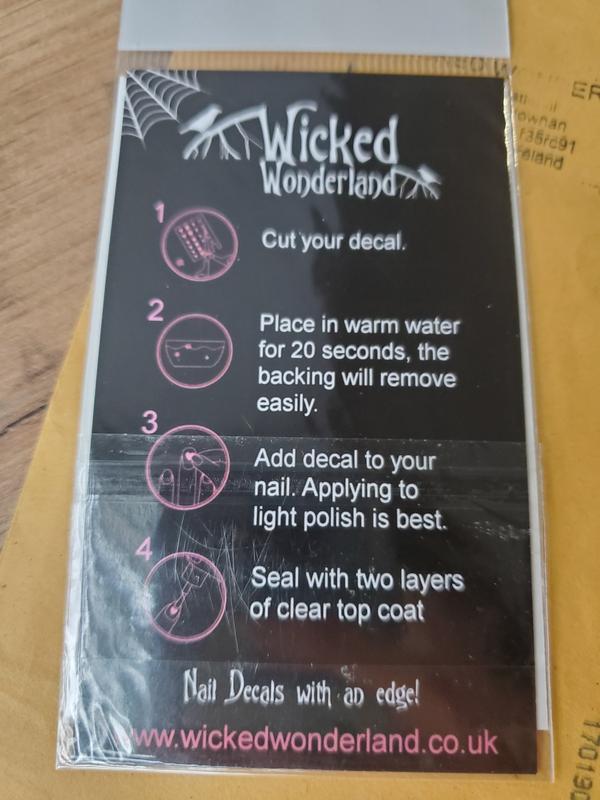 Wicked
Wonderland
1
Cut your decal.
2
Place in warm water
for 20 seconds, the
backing will remove
easily.
3
Add decal to your
nail. Applying to
light polish is best.
4
Seal with two layers
of clear top coat
Nail Decals with an edge!
www.wickedwonderland.co.uk
ER
170190